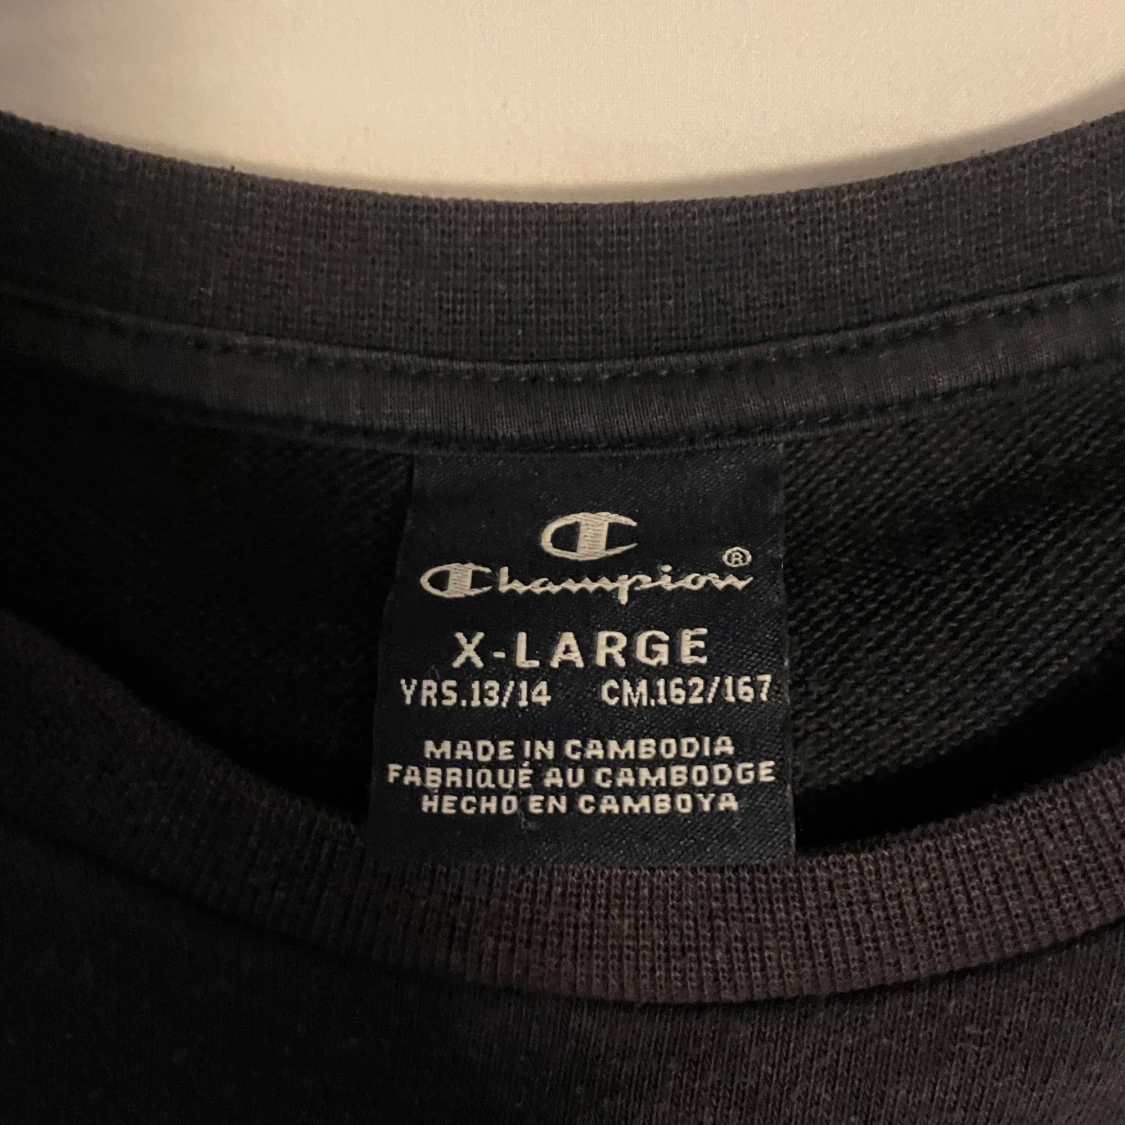 Champion®
X-LARGE
YRS.13/14 CM.162/167
MADE IN CAMBODIA
FABRIQUÉ AU CAMBODGE
HECHO EN CAMBOYA